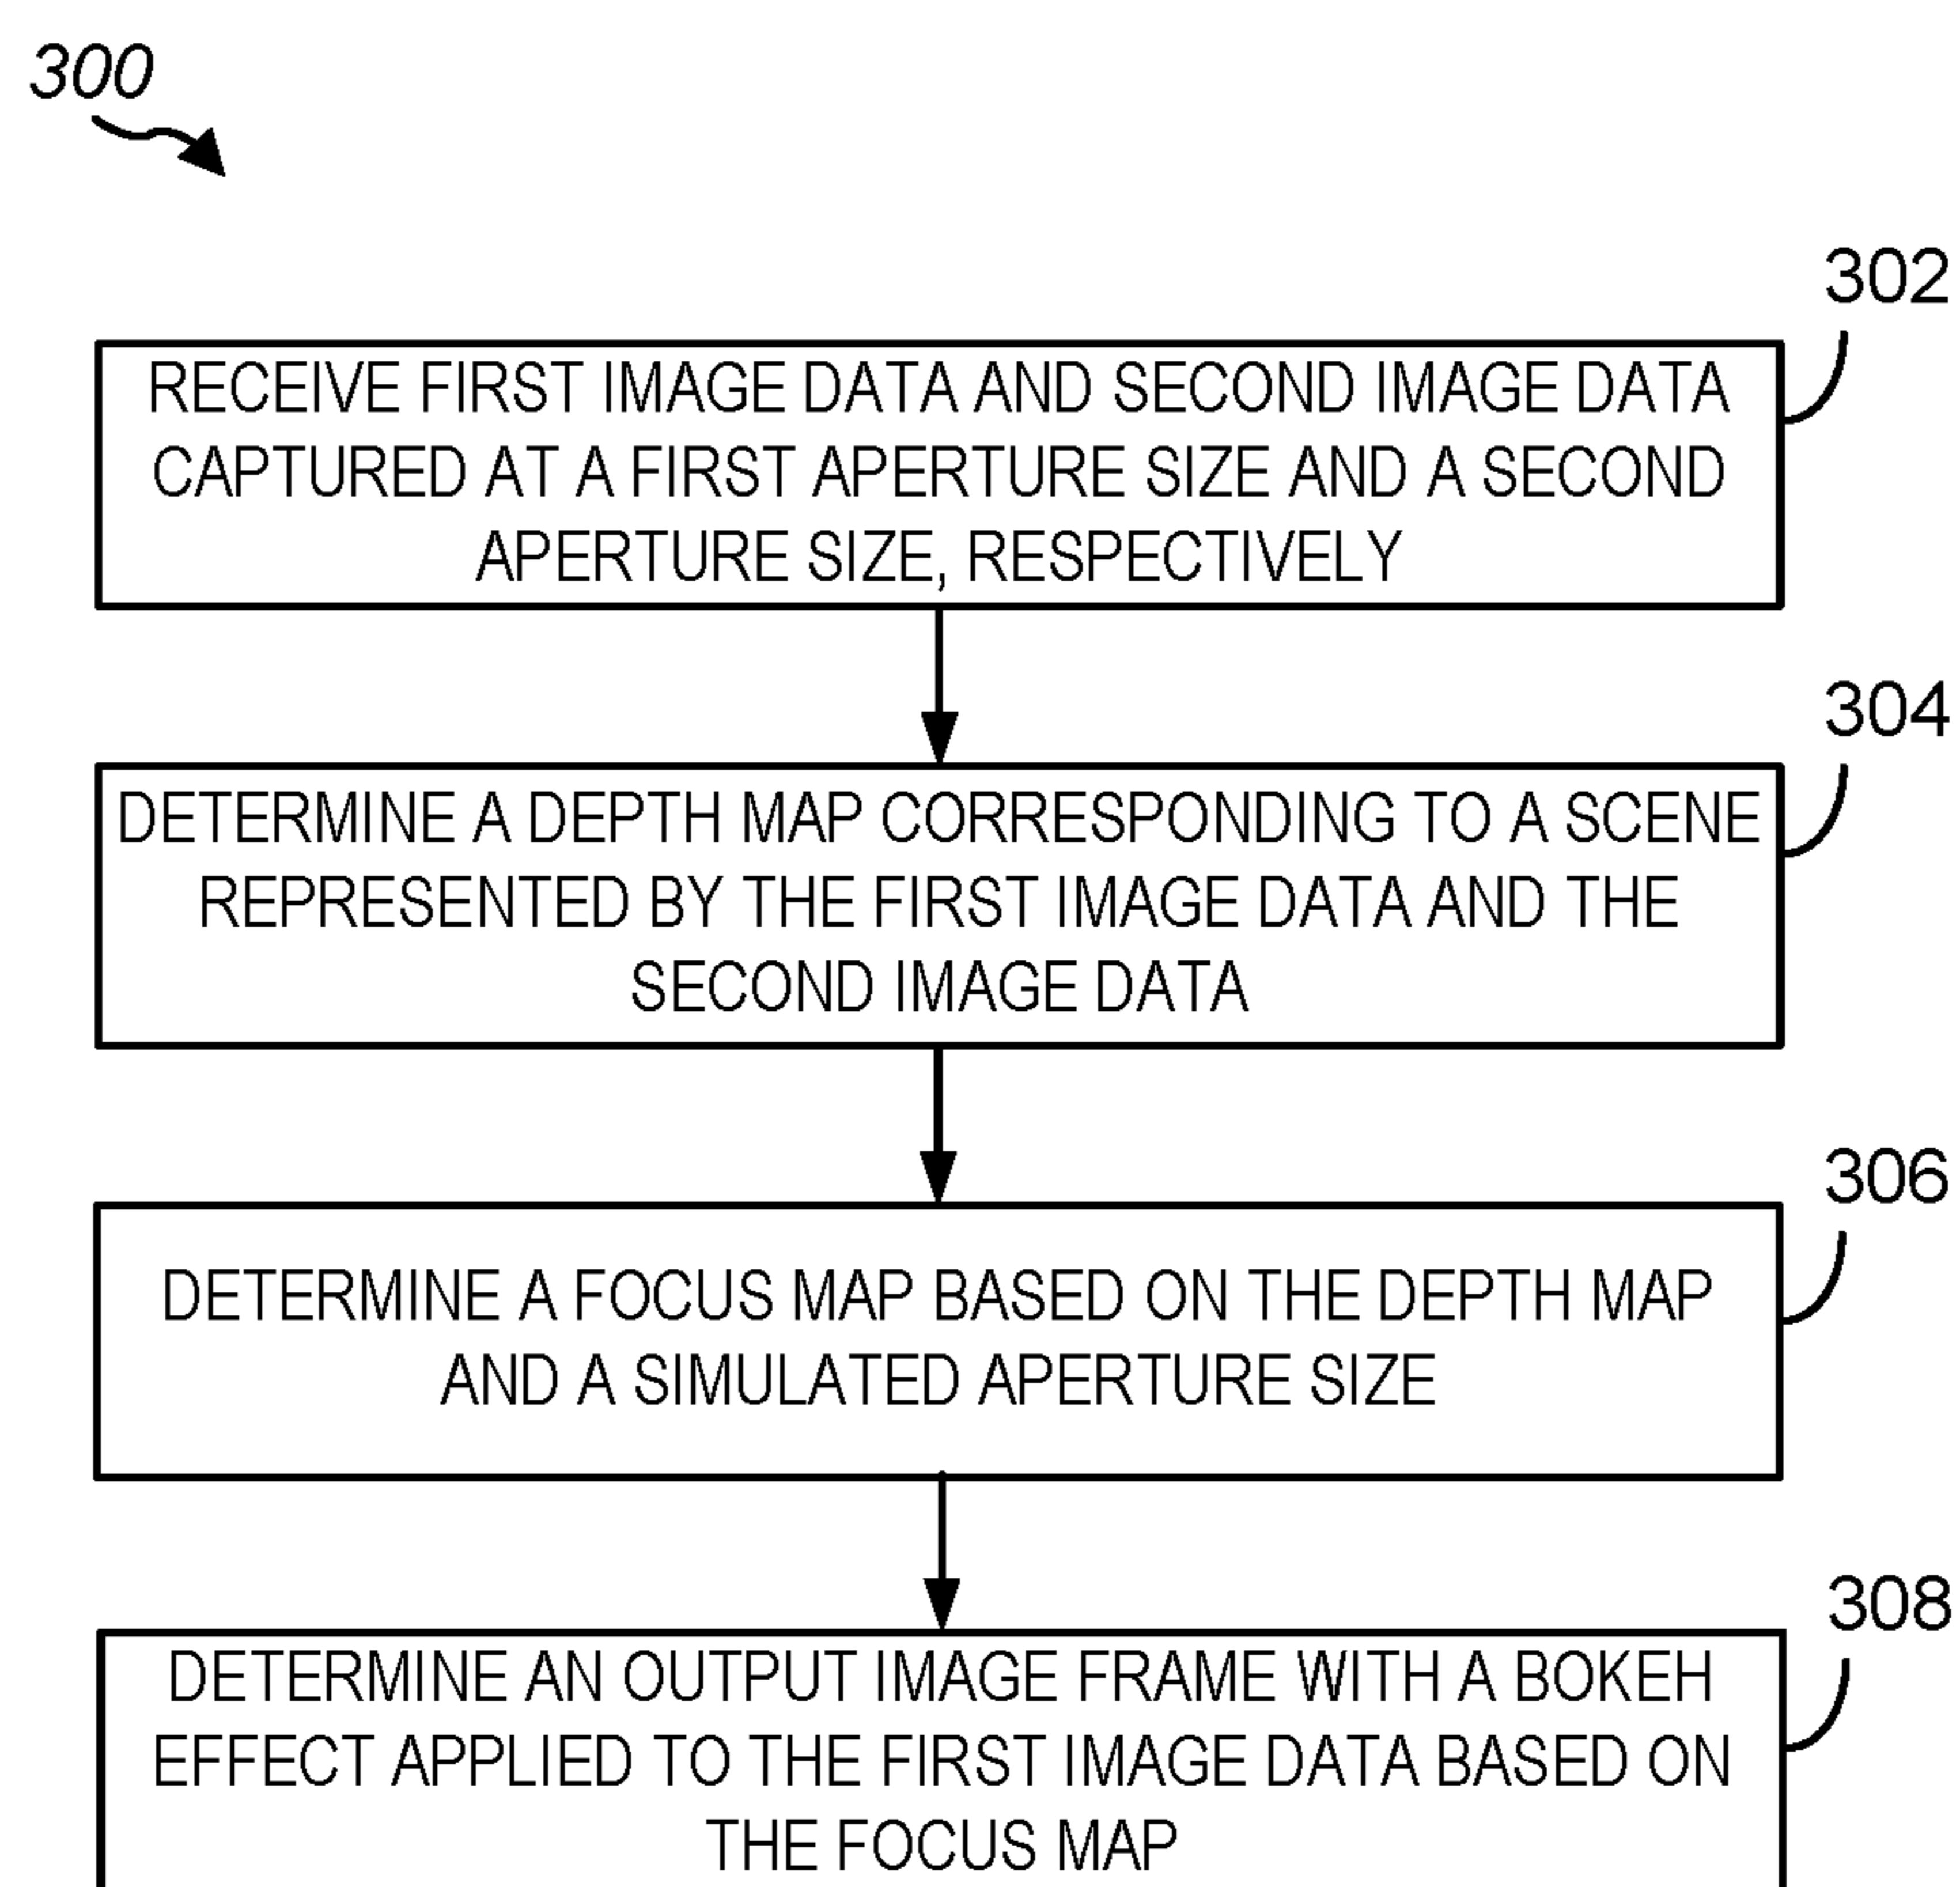 300
302
RECEIVE FIRST IMAGE DATA AND SECOND IMAGE DATA
CAPTURED AT A FIRST APERTURE SIZE AND A SECOND
APERTURE SIZE, RESPECTIVELY
304
DETERMINE A DEPTH MAP CORRESPONDING TO A SCENE
REPRESENTED BY THE FIRST IMAGE DATA AND THE
SECOND IMAGE DATA
306
DETERMINE A FOCUS MAP BASED ON THE DEPTH MAP
AND A SIMULATED APERTURE SIZE
308
DETERMINE AN OUTPUT IMAGE FRAME WITH A BOKEH
EFFECT APPLIED TO THE FIRST IMAGE DATA BASED ON
THE FOCUS MAP